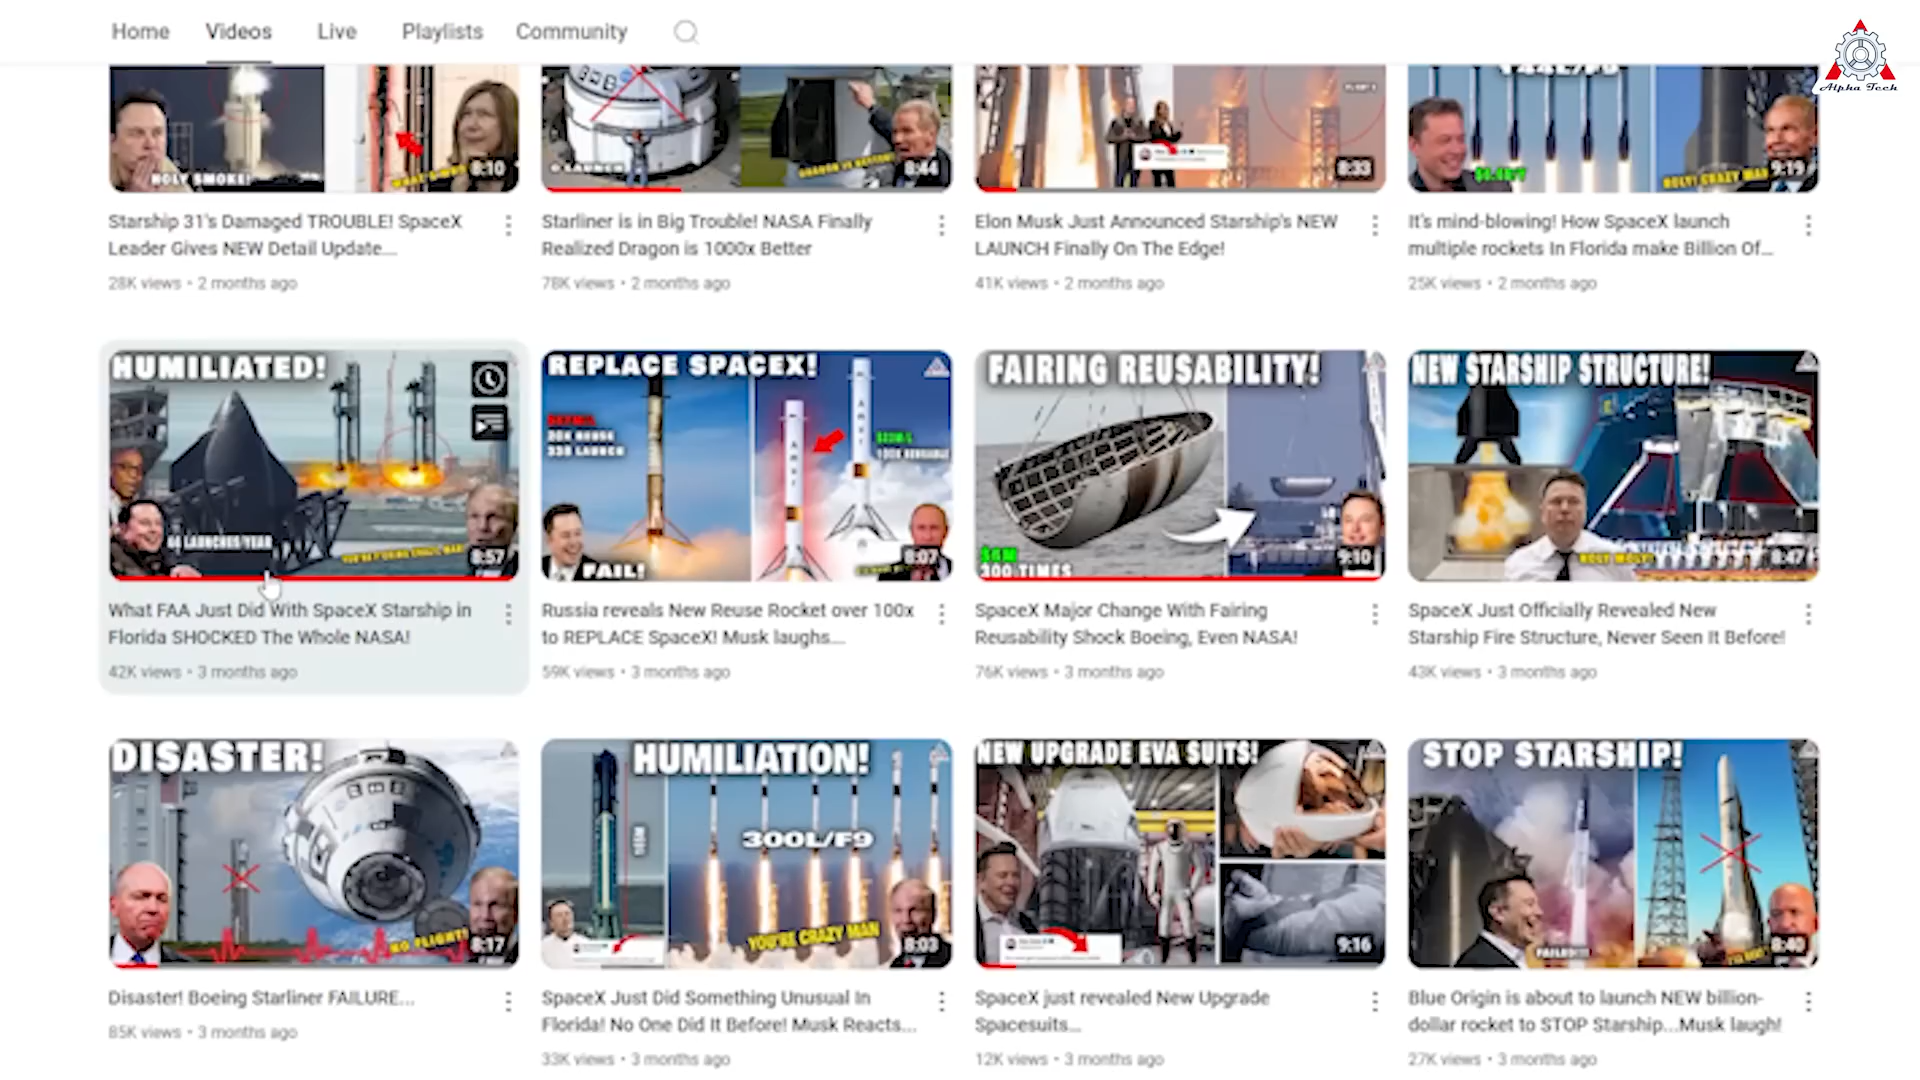 Home Videos Live Playlists Community
Alpha Tech
HOLY SMOKE!
8:10
8:44
8:33
HOLY! CRAZY MAN
9:19
Starship 31's Damaged TROUBLE! SpaceX
Leader Gives NEW Detail Update...
28K views • 2 months ago
Starliner is in Big Trouble! NASA Finally
Realized Dragon is 1000x Better
78K views • 2 months ago
Elon Musk Just Announced Starship's NEW
LAUNCH Finally On The Edge!
41K views • 2 months ago
It's mind-blowing! How SpaceX launch
multiple rockets In Florida make Billion Of...
25K views • 2 months ago
HUMILIATED!
44 LAUNCHES/YEAR
8:57
REPLACE SPACEX!
FAIL!
8:07
FAIRING REUSABILITY!
$6M
300 TIMES
9:10
NEW STARSHIP STRUCTURE!
HOLY MOLY!
8:47
What FAA Just Did With SpaceX Starship in
Florida SHOCKED The Whole NASA!
42K views • 3 months ago
Russia reveals New Reuse Rocket over 100x
to REPLACE SpaceX! Musk laughs...
59K views • 3 months ago
SpaceX Major Change With Fairing
Reusability Shock Boeing, Even NASA!
76K views • 3 months ago
SpaceX Just Officially Revealed New
Starship Fire Structure, Never Seen It Before!
43K views • 3 months ago
DISASTER!
NO FLIGHT!
8:17
HUMILIATION!
300L/F9
YOU'RE CRAZY MAN
8:03
NEW UPGRADE EVA SUITS!
9:16
STOP STARSHIP!
FAILED!!!
8:40
Disaster! Boeing Starliner FAILURE...
85K views • 3 months ago
SpaceX Just Did Something Unusual In
Florida! No One Did It Before! Musk Reacts...
33K views • 3 months ago
SpaceX just revealed New Upgrade
Spacesuits...
12K views • 3 months ago
Blue Origin is about to launch NEW billion-
dollar rocket to STOP Starship...Musk laugh!
27K views • 3 months ago